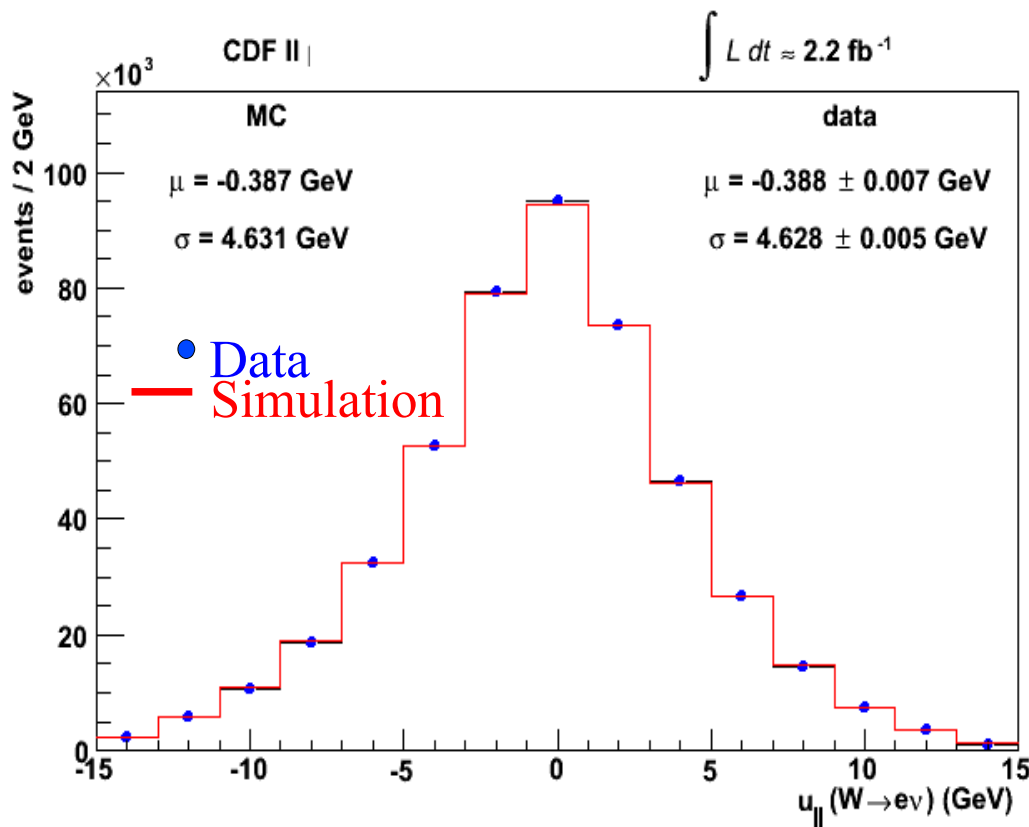 CDF II |
∫ L dt ≈ 2.2 fb⁻¹
×10³
MC
data
μ = -0.387 GeV
μ = -0.388 ± 0.007 GeV
σ = 4.631 GeV
σ = 4.628 ± 0.005 GeV
Data
Simulation
events / 2 GeV
100
80
60
40
20
0
-15 -10 -5 0 5 10 15
u_|| (W→eν) (GeV)